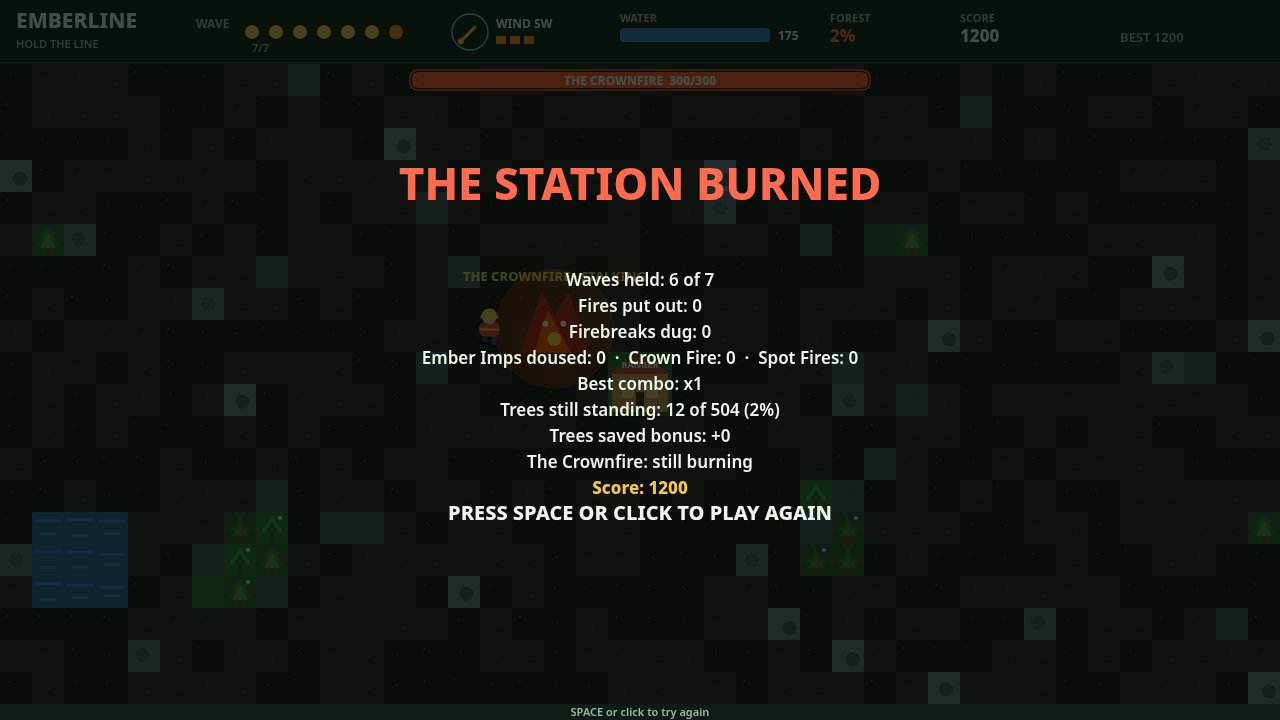 EMBERLINE
HOLD THE LINE
WAVE
7/7
WIND SW
WATER
175
FOREST
2%
SCORE
1200
BEST 1200
THE CROWNFIRE 300/300
THE STATION BURNED
THE CROWNFIRE
Waves held: 6 of 7
Fires put out: 0
Firebreaks dug: 0
Ember Imps doused: 0 · Crown Fire: 0 · Spot Fires: 0
RANGER
Best combo: x1
Trees still standing: 12 of 504 (2%)
Trees saved bonus: +0
The Crownfire: still burning
Score: 1200
PRESS SPACE OR CLICK TO PLAY AGAIN
SPACE or click to try again